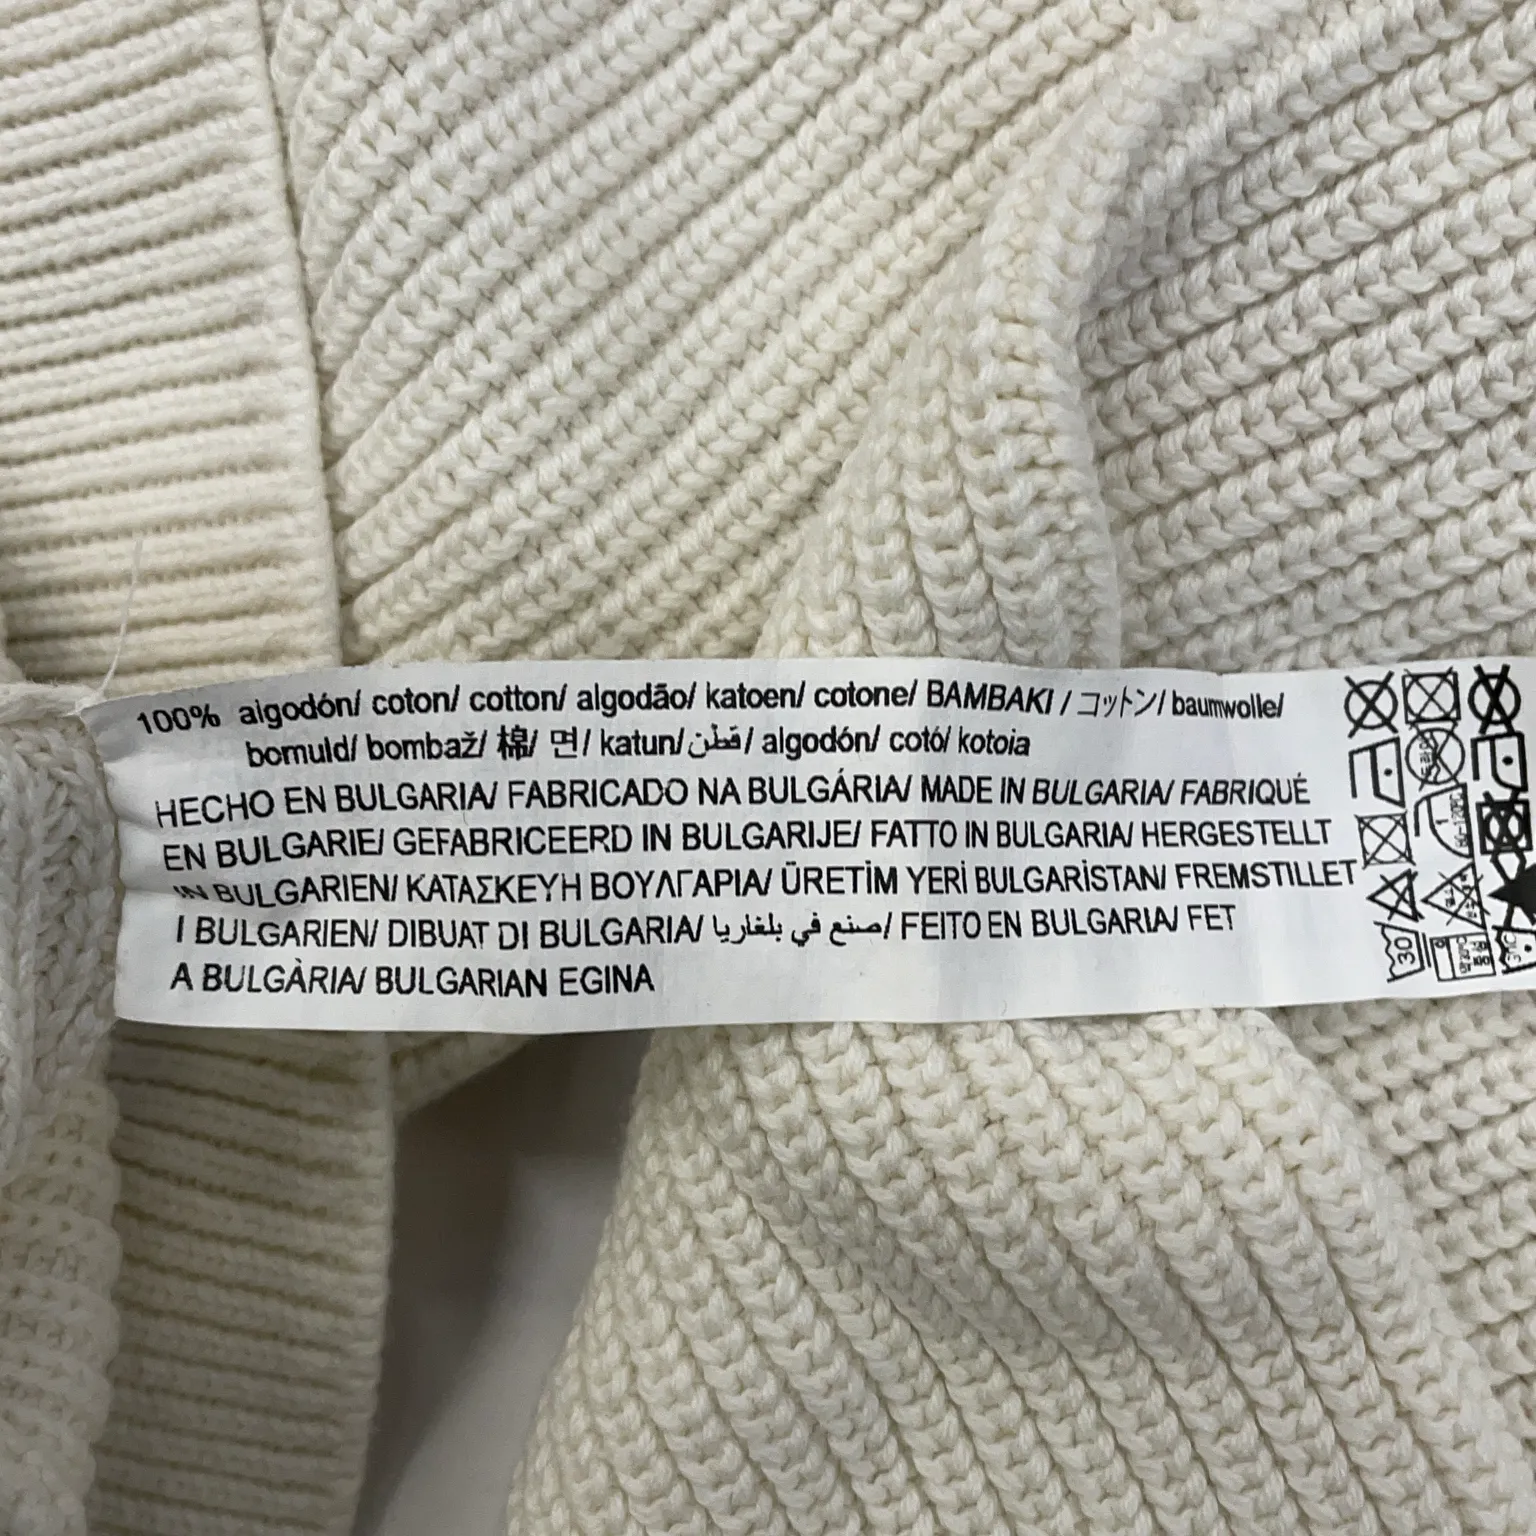 100% algodón/ coton/ cotton/ algodão/ katoen/ cotone/ BAMBAKI / コットン/ baumwolle/
bomuld/ bombaž/ 棉/ 면/ katun/ قطن/ algodón/ cotó/ kotoia
HECHO EN BULGARIA/ FABRICADO NA BULGÁRIA/ MADE IN BULGARIA/ FABRIQUÉ
EN BULGARIE/ GEFABRICEERD IN BULGARIJE/ FATTO IN BULGARIA/ HERGESTELLT
IN BULGARIEN/ ΚΑΤΑΣΚΕΥΗ ΒΟΥΛΓΑΡΙΑ/ ÜRETİM YERİ BULGARİSTAN/ FREMSTILLET
I BULGARIEN/ DIBUAT DI BULGARIA/ صنع في بلغاريا/ FEITO EN BULGARIA/ FET
A BULGÀRIA/ BULGARIAN EGINA
30